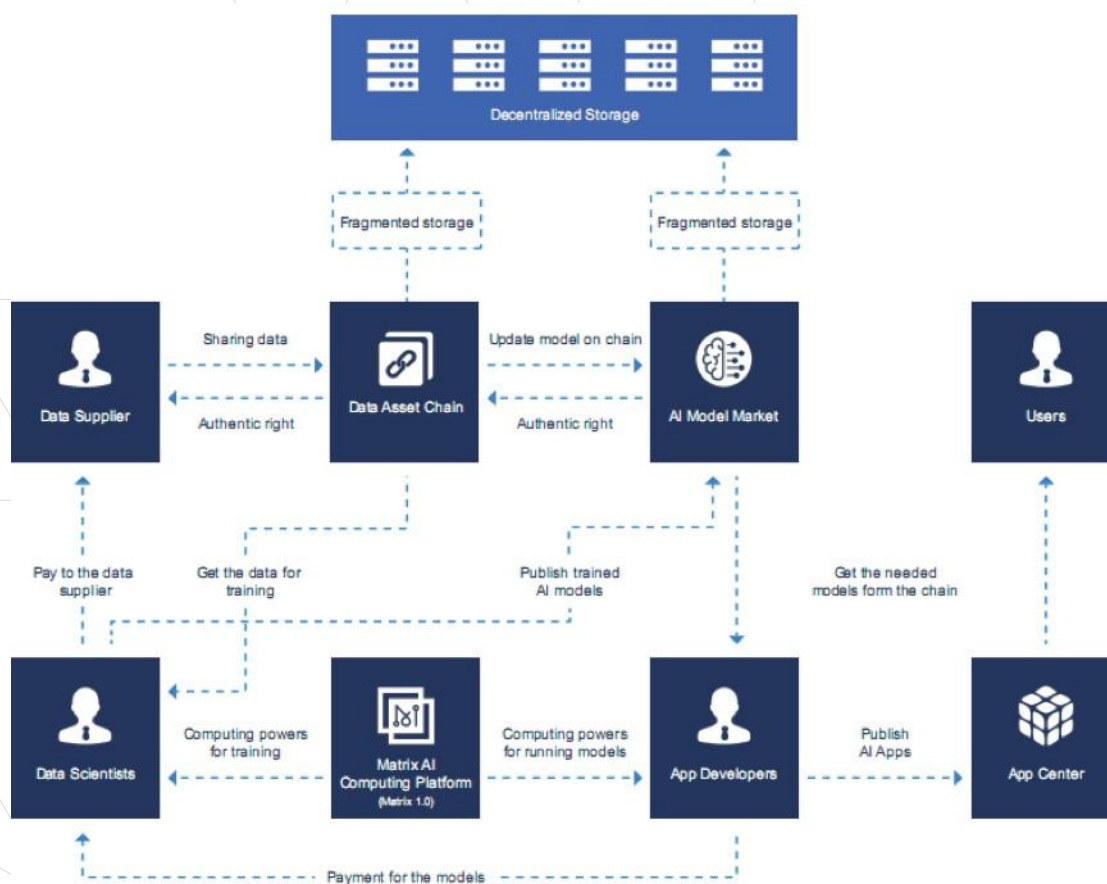 Decentralized Storage
Fragmented storage
Fragmented storage
Sharing data
Update model on chain
Data Supplier
Data Asset Chain
AI Model Market
Users
Authentic right
Authentic right
Pay to the data
supplier
Get the data for
training
Publish trained
AI models
Get the needed
models form the chain
Computing powers
for training
Computing powers
for running models
Publish
AI Apps
Data Scientists
Matrix AI
Computing Platform
(Matrix 1.0)
App Developers
App Center
Payment for the models